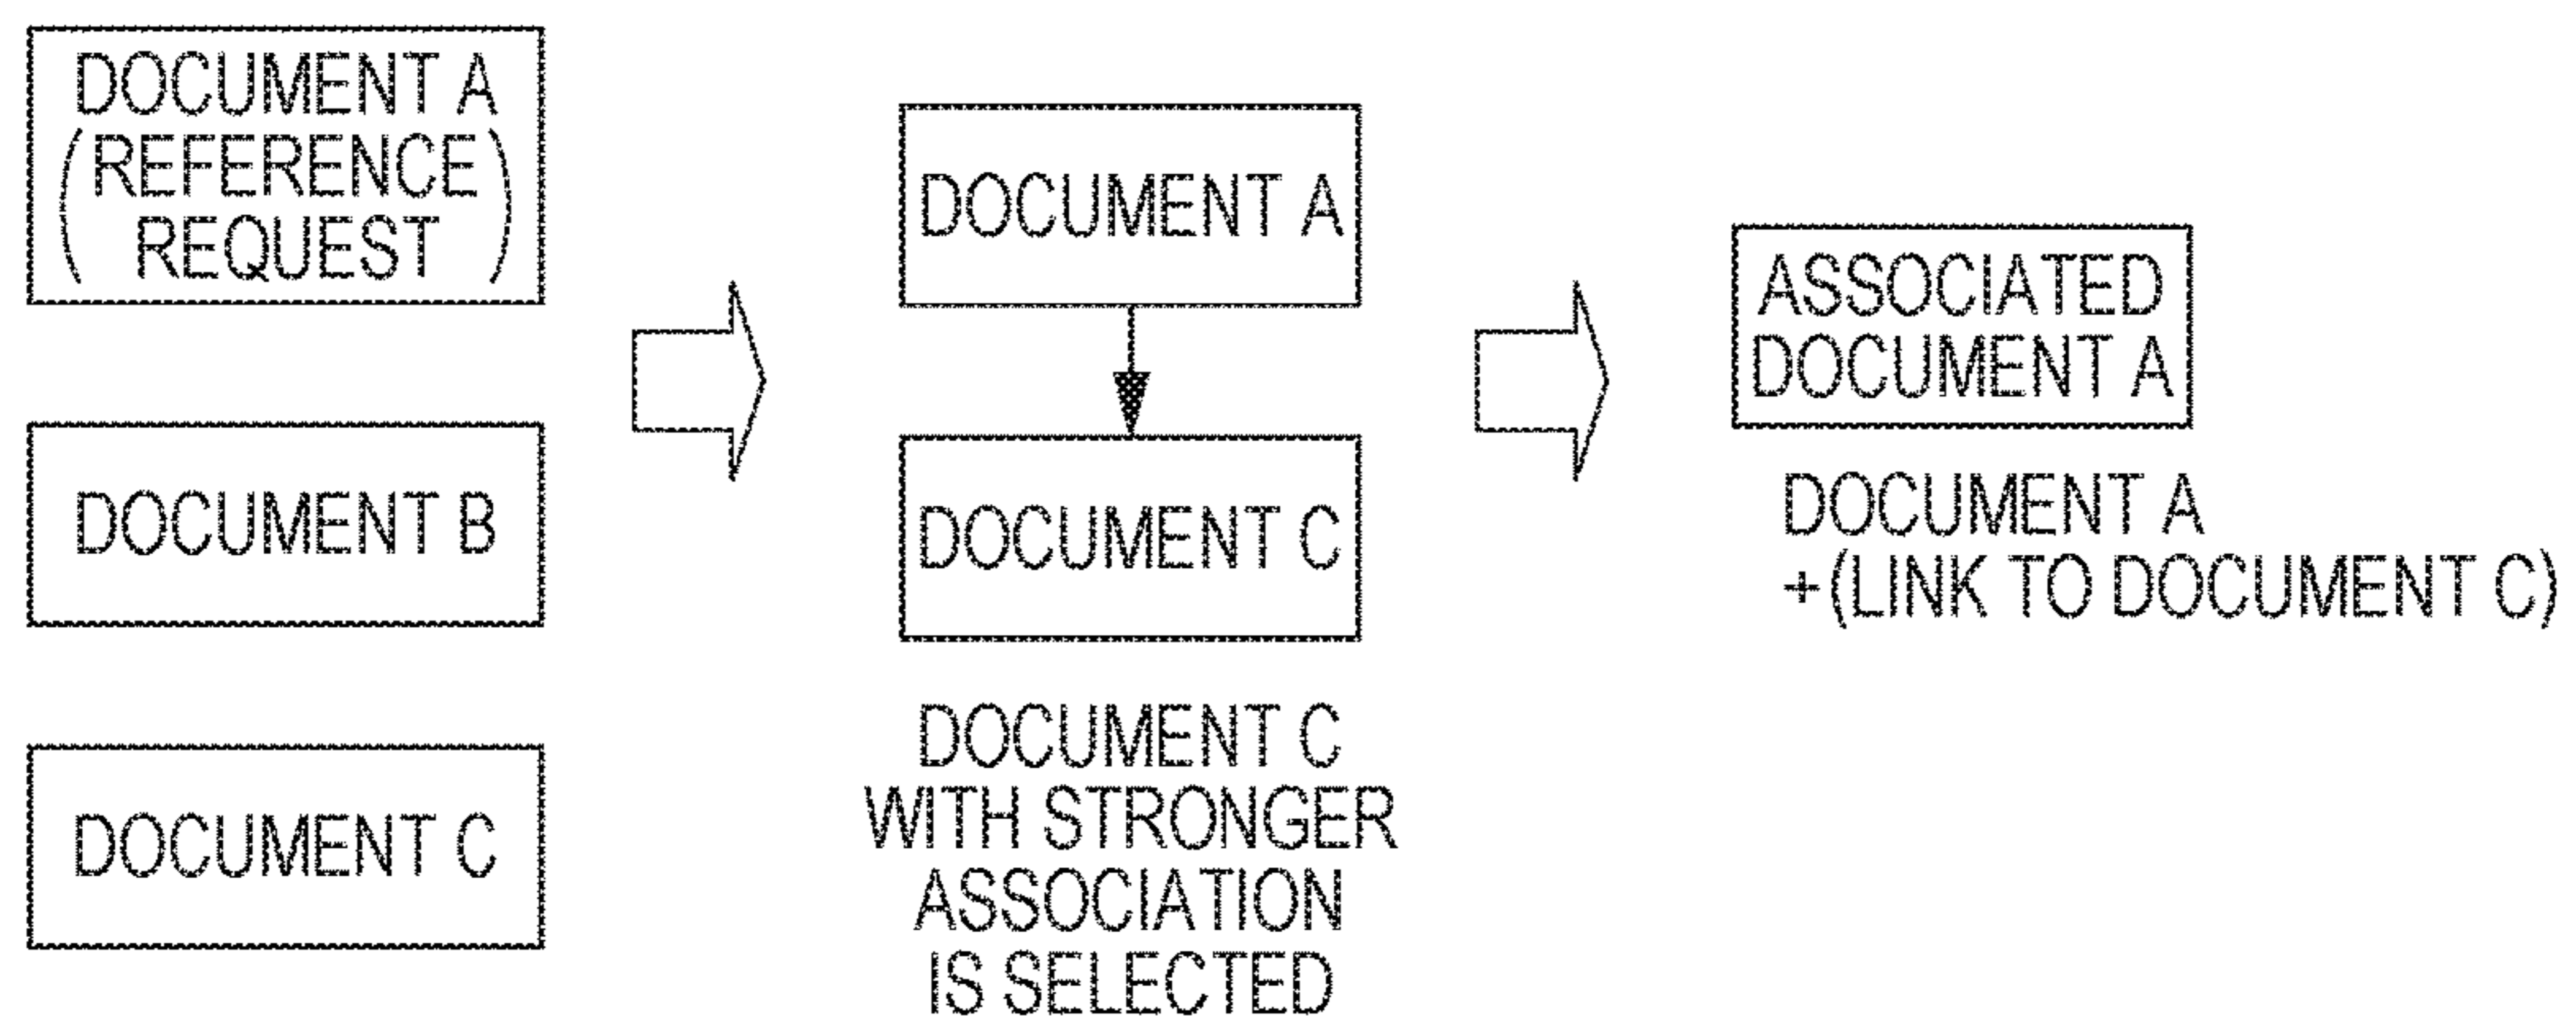 DOCUMENT A
(REFERENCE
REQUEST)
DOCUMENT B
DOCUMENT C
DOCUMENT A
DOCUMENT C
DOCUMENT C
WITH STRONGER
ASSOCIATION
IS SELECTED
ASSOCIATED
DOCUMENT A
DOCUMENT A
+(LINK TO DOCUMENT C)